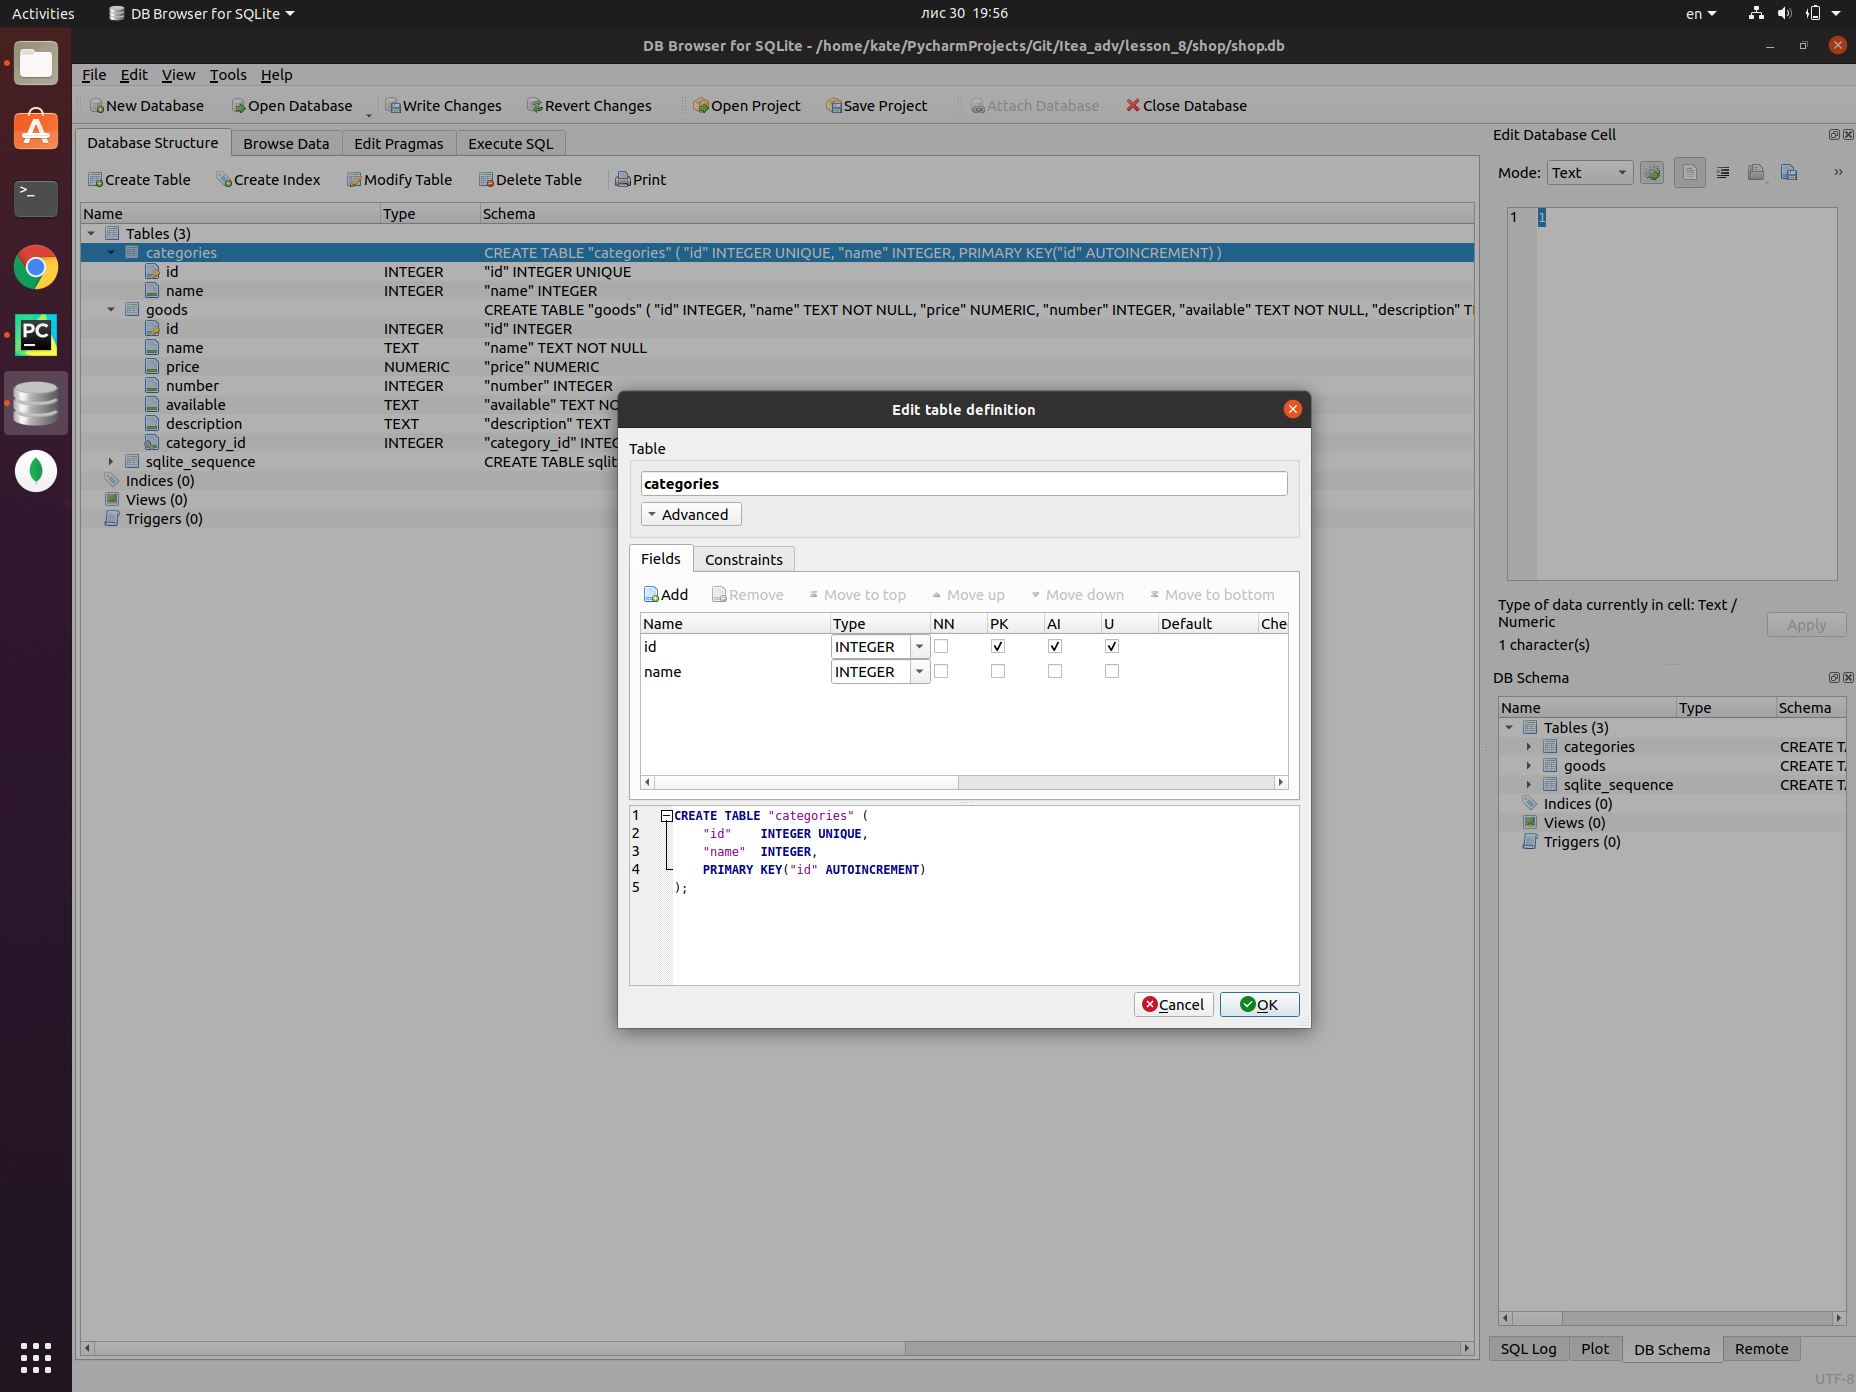 Activities
DB Browser for SQLite
лис 30 19:56
en
DB Browser for SQLite - /home/kate/PycharmProjects/Git/Itea_adv/lesson_8/shop/shop.db
File Edit View Tools Help
New Database Open Database Write Changes Revert Changes Open Project Save Project Attach Database Close Database
Database Structure Browse Data Edit Pragmas Execute SQL
Create Table Create Index Modify Table Delete Table Print
Name Type Schema
Tables (3)
categories CREATE TABLE "categories" ( "id" INTEGER UNIQUE, "name" INTEGER, PRIMARY KEY("id" AUTOINCREMENT) )
id INTEGER "id" INTEGER UNIQUE
name INTEGER "name" INTEGER
goods CREATE TABLE "goods" ( "id" INTEGER, "name" TEXT NOT NULL, "price" NUMERIC, "number" INTEGER, "available" TEXT NOT NULL, "description" T
id INTEGER "id" INTEGER
name TEXT "name" TEXT NOT NULL
price NUMERIC "price" NUMERIC
number INTEGER "number" INTEGER
available TEXT "available" TEXT NO
description TEXT "description" TEXT
category_id INTEGER "category_id" INTEG
sqlite_sequence CREATE TABLE sqlit
Indices (0)
Views (0)
Triggers (0)
Edit table definition
Table
categories
Advanced
Fields Constraints
Add Remove Move to top Move up Move down Move to bottom
Name Type NN PK AI U Default Che
id INTEGER
name INTEGER
1 CREATE TABLE "categories" (
2 "id" INTEGER UNIQUE,
3 "name" INTEGER,
4 PRIMARY KEY("id" AUTOINCREMENT)
5 );
Cancel OK
Edit Database Cell
Mode: Text
1 1
Type of data currently in cell: Text /
Numeric
1 character(s)
Apply
DB Schema
Name Type Schema
Tables (3)
categories CREATE TA
goods CREATE TA
sqlite_sequence CREATE TA
Indices (0)
Views (0)
Triggers (0)
SQL Log Plot DB Schema Remote
UTF-8
PC